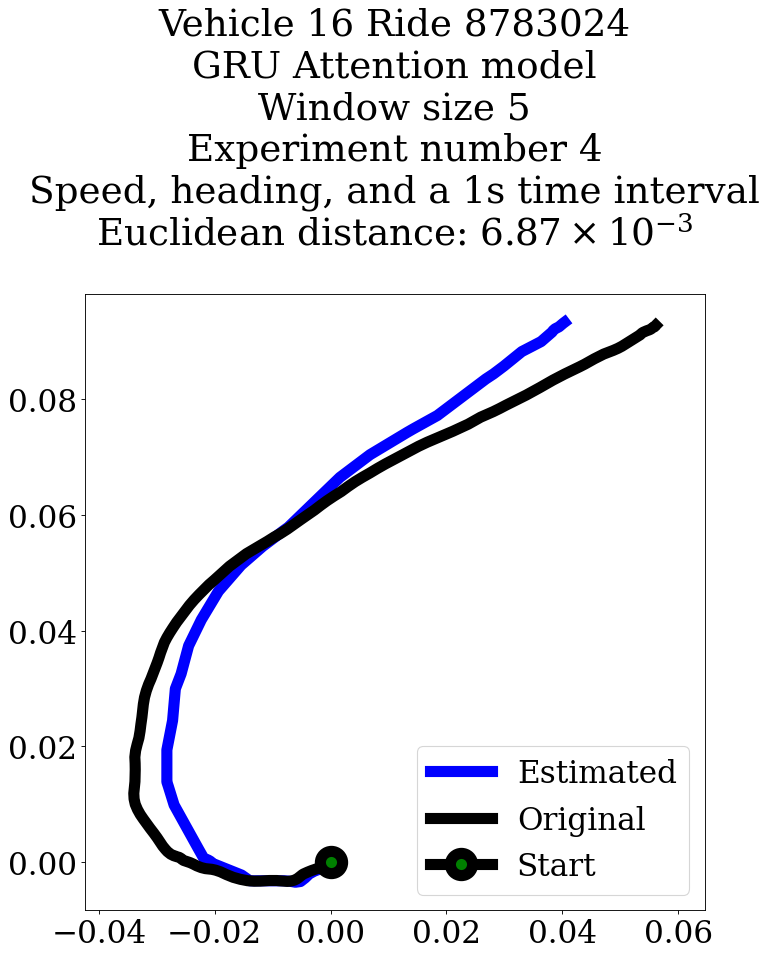 Vehicle 16 Ride 8783024
GRU Attention model
Window size 5
Experiment number 4
Speed, heading, and a 1s time interval
Euclidean distance: 6.87 × 10⁻³
0.08
0.06
0.04
0.02
0.00
Estimated
Original
Start
−0.04 −0.02 0.00 0.02 0.04 0.06